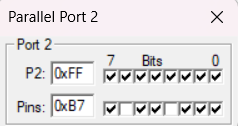 Parallel Port 2
Port 2
7 Bits 0
P2: 0xFF
Pins: 0xB7